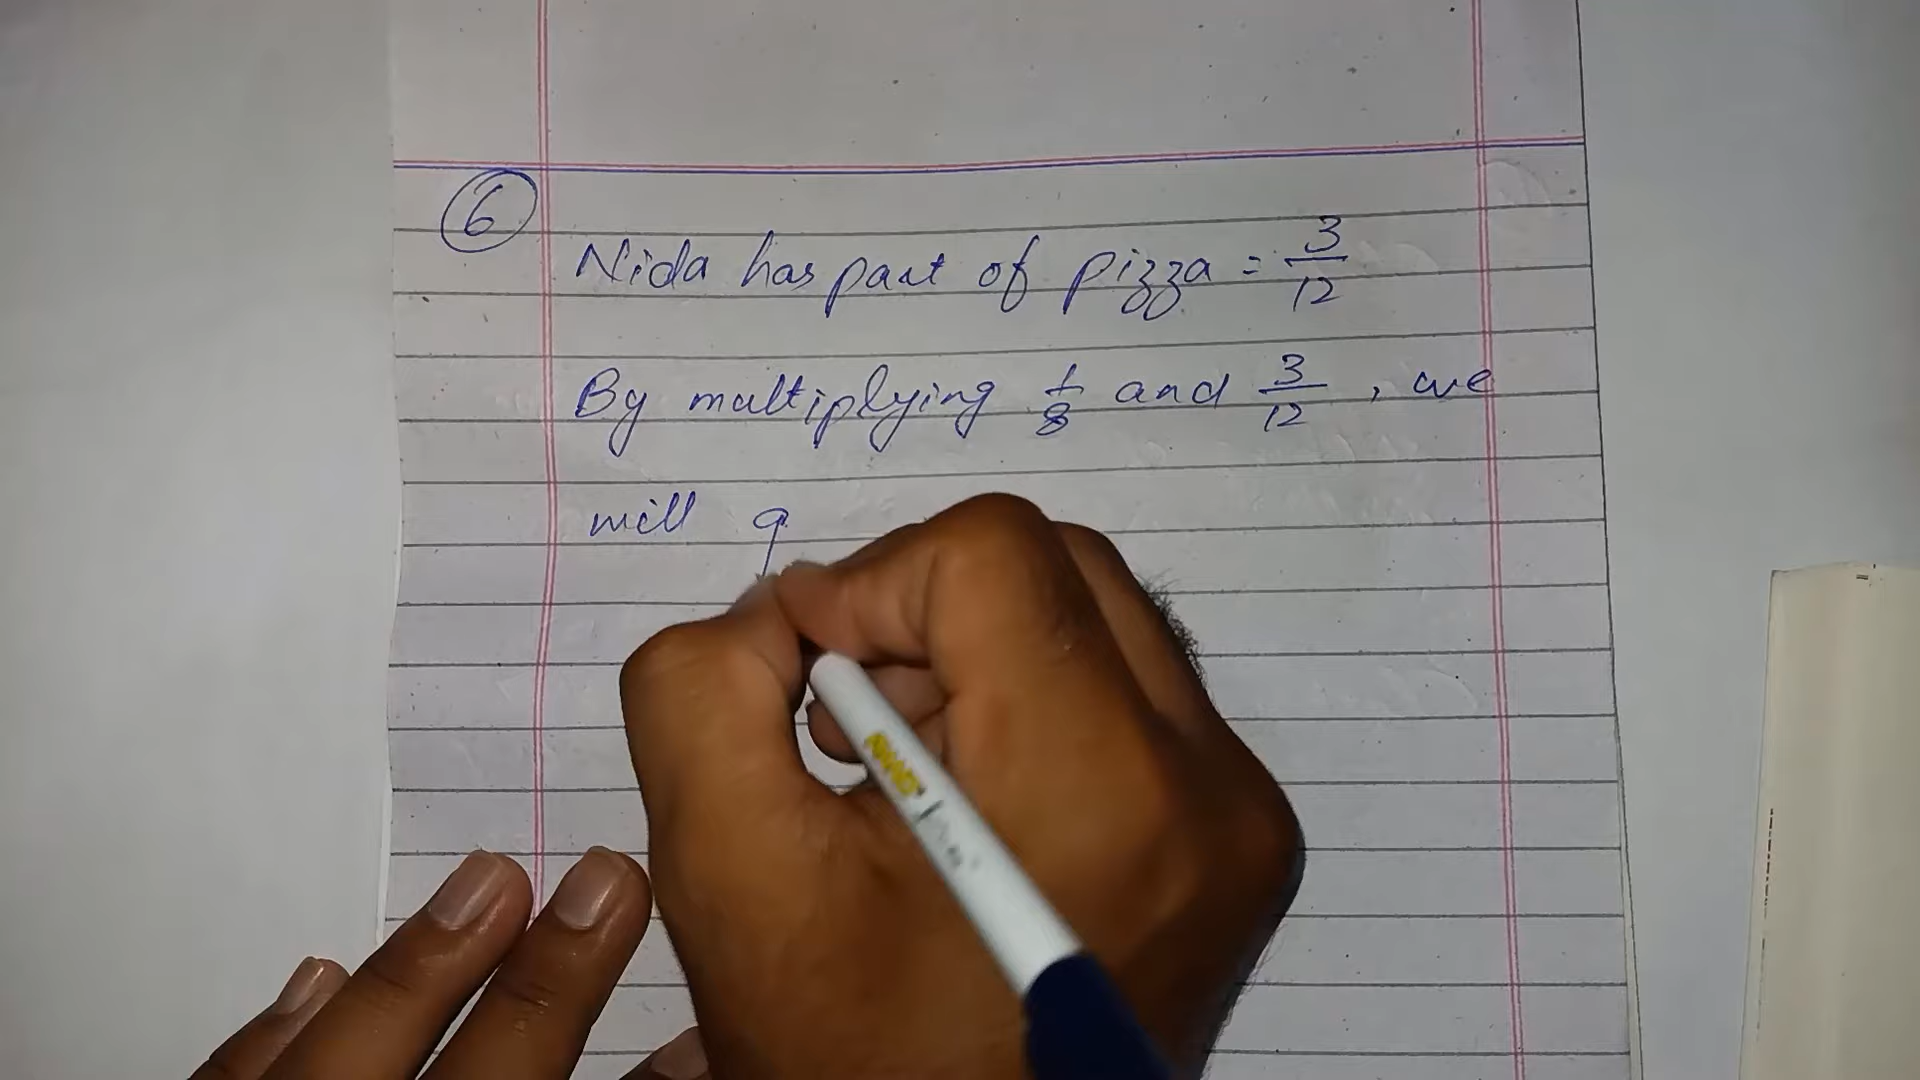 6
Nida has part of pizza = 3/12
By multiplying 1/8 and 3/12, we
will g